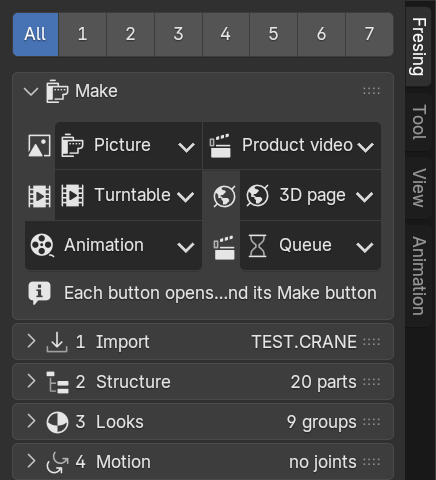 All 1 2 3 4 5 6 7
Make
Picture Product video
Turntable 3D page
Animation Queue
Each button opens...nd its Make button
1 Import TEST.CRANE
2 Structure 20 parts
3 Looks 9 groups
4 Motion no joints
Fresing
Tool
View
Animation